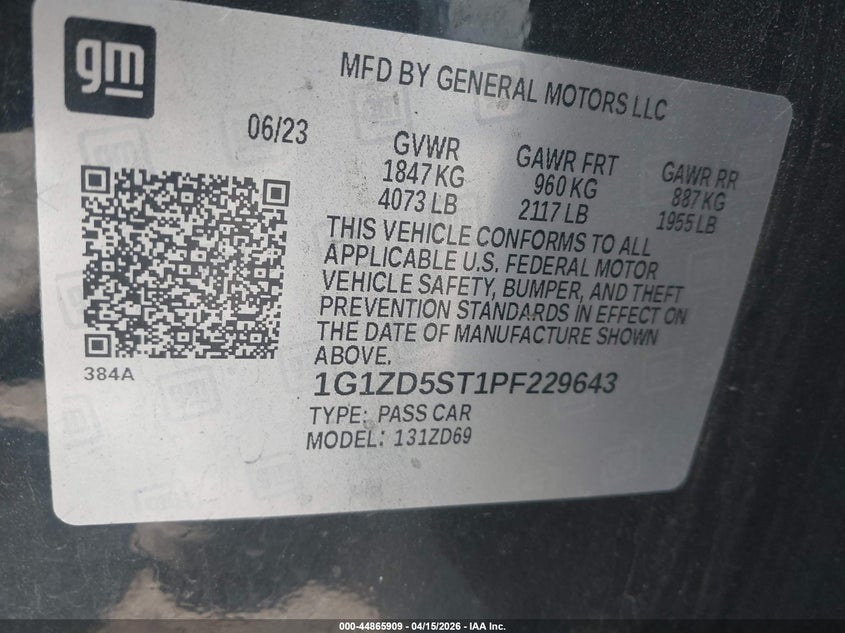 gm
MFD BY GENERAL MOTORS LLC
06/23
GVWR
1847 KG
4073 LB
GAWR FRT
960 KG
2117 LB
GAWR RR
887 KG
1955 LB
THIS VEHICLE CONFORMS TO ALL
APPLICABLE U.S. FEDERAL MOTOR
VEHICLE SAFETY, BUMPER, AND THEFT
PREVENTION STANDARDS IN EFFECT ON
THE DATE OF MANUFACTURE SHOWN
ABOVE.
384A
1G1ZD5ST1PF229643
TYPE: PASS CAR
MODEL: 131ZD69
000-44865909 - 04/15/2026 - IAA Inc.